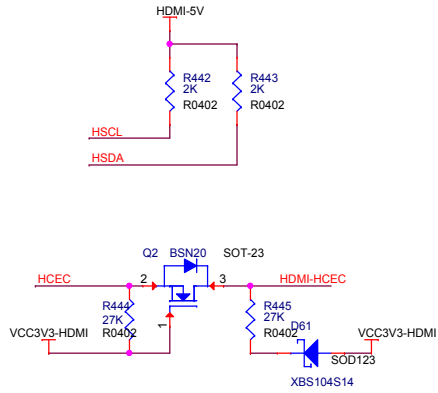 HDMI-5V
R442
2K
R0402
R443
2K
R0402
HSCL
HSDA
Q2 BSN20 SOT-23
HCEC
2
3
HDMI-HCEC
1
R444
27K
R0402
R445
27K
R0402
VCC3V3-HDMI
D61
VCC3V3-HDMI
SOD123
XBS104S14